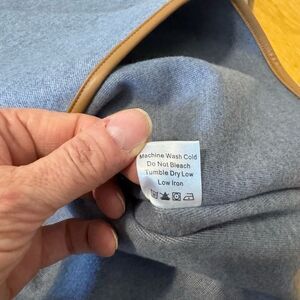 Machine Wash Cold
Do Not Bleach
Tumble Dry Low
Low Iron